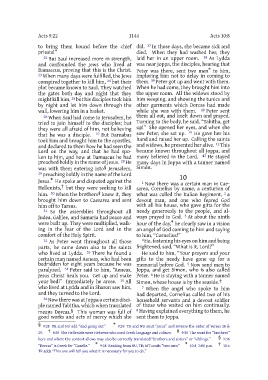 Acts 9:22
1144
Acts 10:8
to bring them bound before the chief
priests!”
22 But Saul increased more in strength,
and confounded the Jews who lived at
Damascus, proving that this is the Christ.
23 When many days were fulfilled, the Jews
conspired together to kill him, 24 but their
plot became known to Saul. They watched
the gates both day and night that they
might kill him, 25 but his disciples took him
by night and let him down through the
wall, lowering him in a basket.
26 When Saul had come to Jerusalem, he
tried to join himself to the disciples; but
they were all afraid of him, not believing
that he was a disciple. 27 But Barnabas
took him and brought him to the apostles,
and declared to them how he had seen the
Lord on the way, and that he had spo-
ken to him, and how at Damascus he had
preached boldly in the name of Jesus. 28 He
was with them entering into Jerusalem,
29 preaching boldly in the name of the Lord
Jesus. He spoke and disputed against the
Hellenists, but they were seeking to kill
him. 30 When the brothers knew it, they
brought him down to Caesarea and sent
him off to Tarsus.
31 So the assemblies throughout all
Judea, Galilee, and Samaria had peace and
were built up. They were multiplied, walk-
ing in the fear of the Lord and in the
comfort of the Holy Spirit.
32 As Peter went throughout all those
parts, he came down also to the saints
who lived at Lydda. 33 There he found a
certain man named Aeneas, who had been
bedridden for eight years because he was
paralyzed. 34 Peter said to him, “Aeneas,
Jesus Christ heals you. Get up and make
your bed!” Immediately he arose. 35 All
who lived at Lydda and in Sharon saw him,
and they turned to the Lord.
36 Now there was at Joppa a certain disci-
ple named Tabitha, which when translated
means Dorcas. This woman was full of
good works and acts of mercy which she
did. 37 In those days, she became sick and
died. When they had washed her, they
laid her in an upper room. 38 As Lydda
was near Joppa, the disciples, hearing that
Peter was there, sent two men to him,
imploring him not to delay in coming to
them. 39 Peter got up and went with them.
When he had come, they brought him into
the upper room. All the widows stood by
him weeping, and showing the tunics and
other garments which Dorcas had made
while she was with them. 40 Peter sent
them all out, and knelt down and prayed.
Turning to the body, he said, “Tabitha, get
up!” She opened her eyes, and when she
saw Peter, she sat up. 41 He gave her his
hand and raised her up. Calling the saints
and widows, he presented her alive. 42 This
became known throughout all Joppa, and
many believed in the Lord. 43 He stayed
many days in Joppa with a tanner named
Simon.
10
1 Now there was a certain man in Cae-
sarea, Cornelius by name, a centurion of
what was called the Italian Regiment, 2 a
devout man, and one who feared God
with all his house, who gave gifts for the
needy generously to the people, and al-
ways prayed to God. 3 At about the ninth
hour of the day, he clearly saw in a vision
an angel of God coming to him and saying
to him, “Cornelius!”
4 He, fastening his eyes on him and being
frightened, said, “What is it, Lord?”
He said to him, “Your prayers and your
gifts to the needy have gone up for a
memorial before God. 5 Now send men to
Joppa, and get Simon, who is also called
Peter. 6 He is staying with a tanner named
Simon, whose house is by the seaside.”
7 When the angel who spoke to him
had departed, Cornelius called two of his
household servants and a devout soldier
of those who waited on him continually.
8 Having explained everything to them, he
sent them to Joppa.